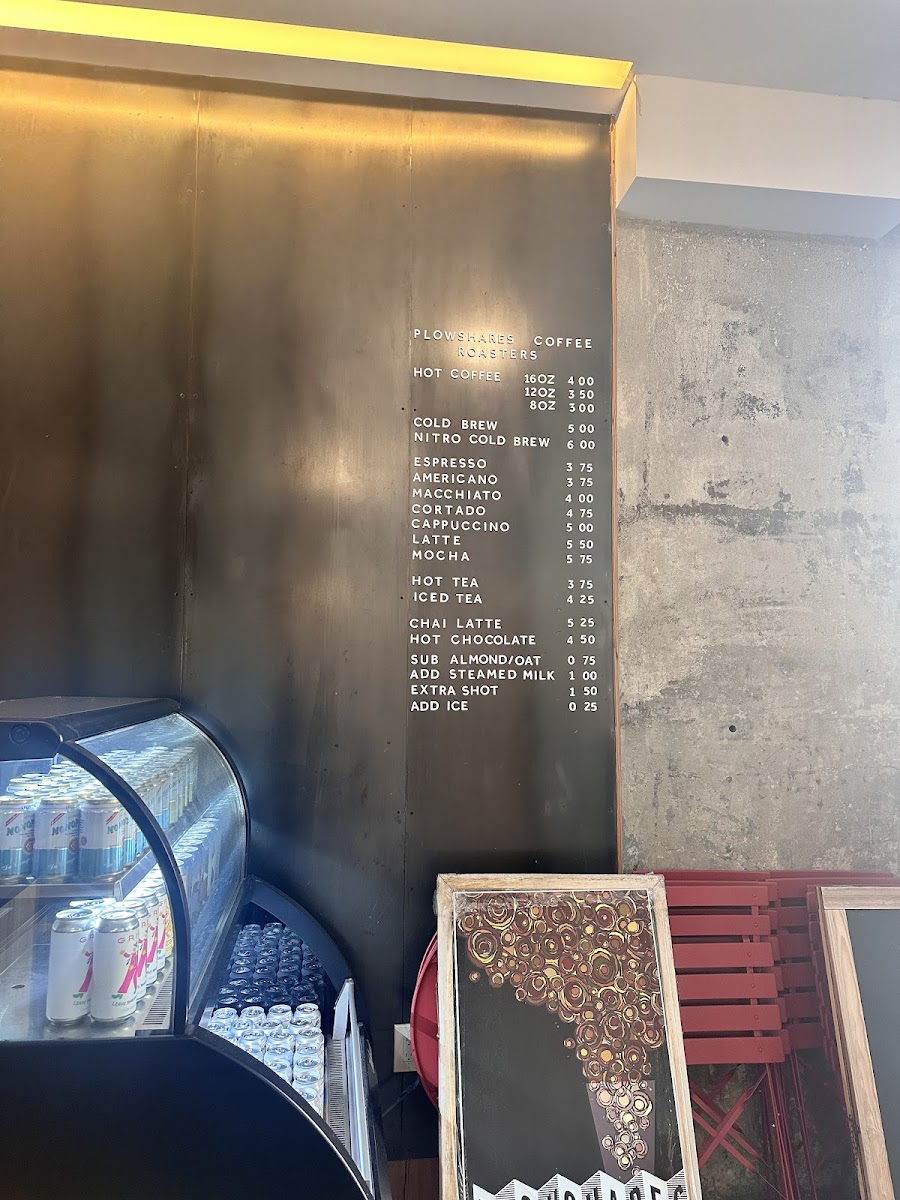 PLOWSHARES COFFEE
ROASTERS
HOT COFFEE 16OZ 4 00
12OZ 3 50
8OZ 3 00
COLD BREW 5 00
NITRO COLD BREW 6 00
ESPRESSO 3 75
AMERICANO 3 75
MACCHIATO 4 00
CORTADO 4 75
CAPPUCCINO 5 00
LATTE 5 50
MOCHA 5 75
HOT TEA 3 75
ICED TEA 4 25
CHAI LATTE 5 25
HOT CHOCOLATE 4 50
SUB ALMOND/OAT 0 75
ADD STEAMED MILK 1 00
EXTRA SHOT 1 50
ADD ICE 0 25